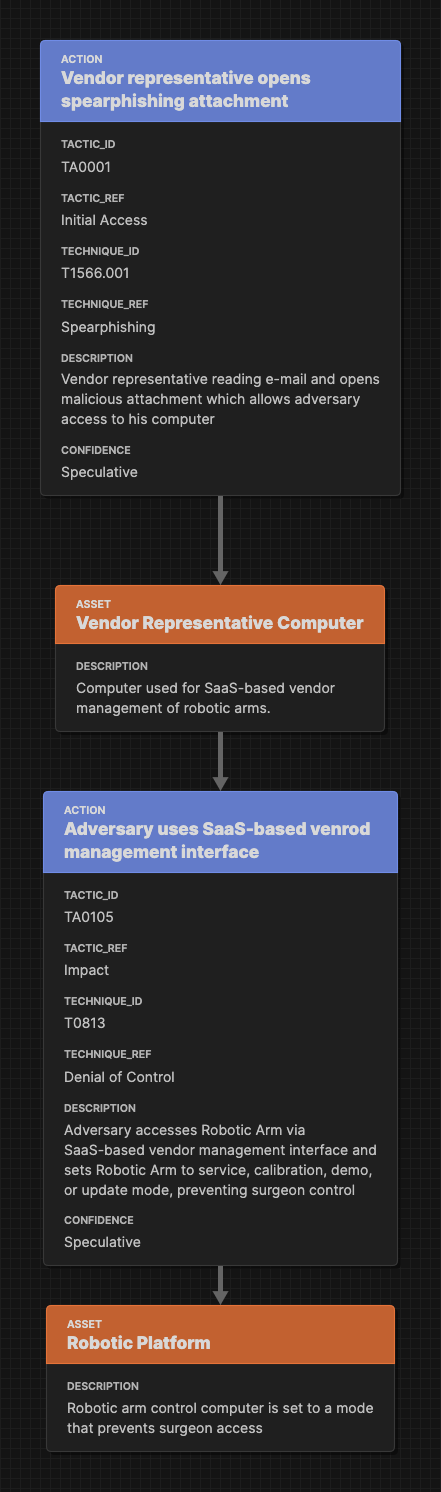 ACTION
Vendor representative opens
spearphishing attachment
TACTIC_ID
TA0001
TACTIC_REF
Initial Access
TECHNIQUE_ID
T1566.001
TECHNIQUE_REF
Spearphishing
DESCRIPTION
Vendor representative reading e-mail and opens
malicious attachment which allows adversary
access to his computer
CONFIDENCE
Speculative
ASSET
Vendor Representative Computer
DESCRIPTION
Computer used for SaaS-based vendor
management of robotic arms.
ACTION
Adversary uses SaaS-based venrod
management interface
TACTIC_ID
TA0105
TACTIC_REF
Impact
TECHNIQUE_ID
T0813
TECHNIQUE_REF
Denial of Control
DESCRIPTION
Adversary accesses Robotic Arm via
SaaS-based vendor management interface and
sets Robotic Arm to service, calibration, demo,
or update mode, preventing surgeon control
CONFIDENCE
Speculative
ASSET
Robotic Platform
DESCRIPTION
Robotic arm control computer is set to a mode
that prevents surgeon access